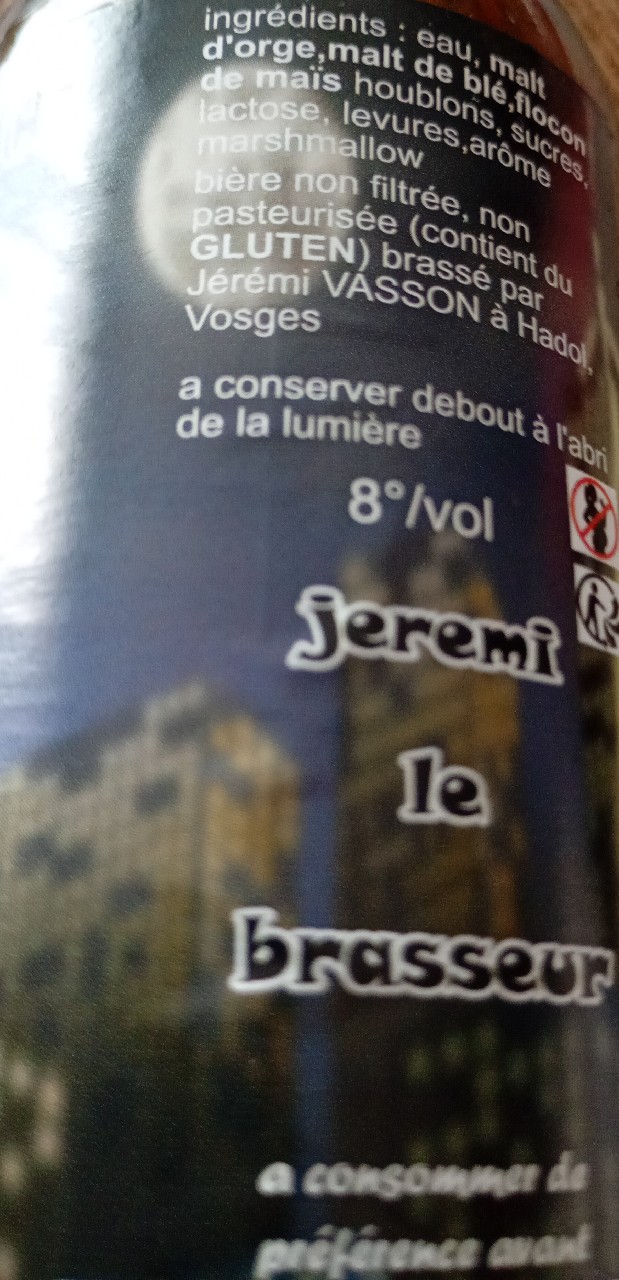 ingrédients : eau, malt
d'orge,malt de blé,flocon
de maïs houblons, sucres,
lactose, levures,arôme
marshmallow
bière non filtrée, non
pasteurisée (contient du
GLUTEN) brassé par
Jérémi VASSON à Hadol,
Vosges
a conserver debout à l'abri
de la lumière
8°/vol
jeremi
le
brasseur
a consommer de
préférence avant